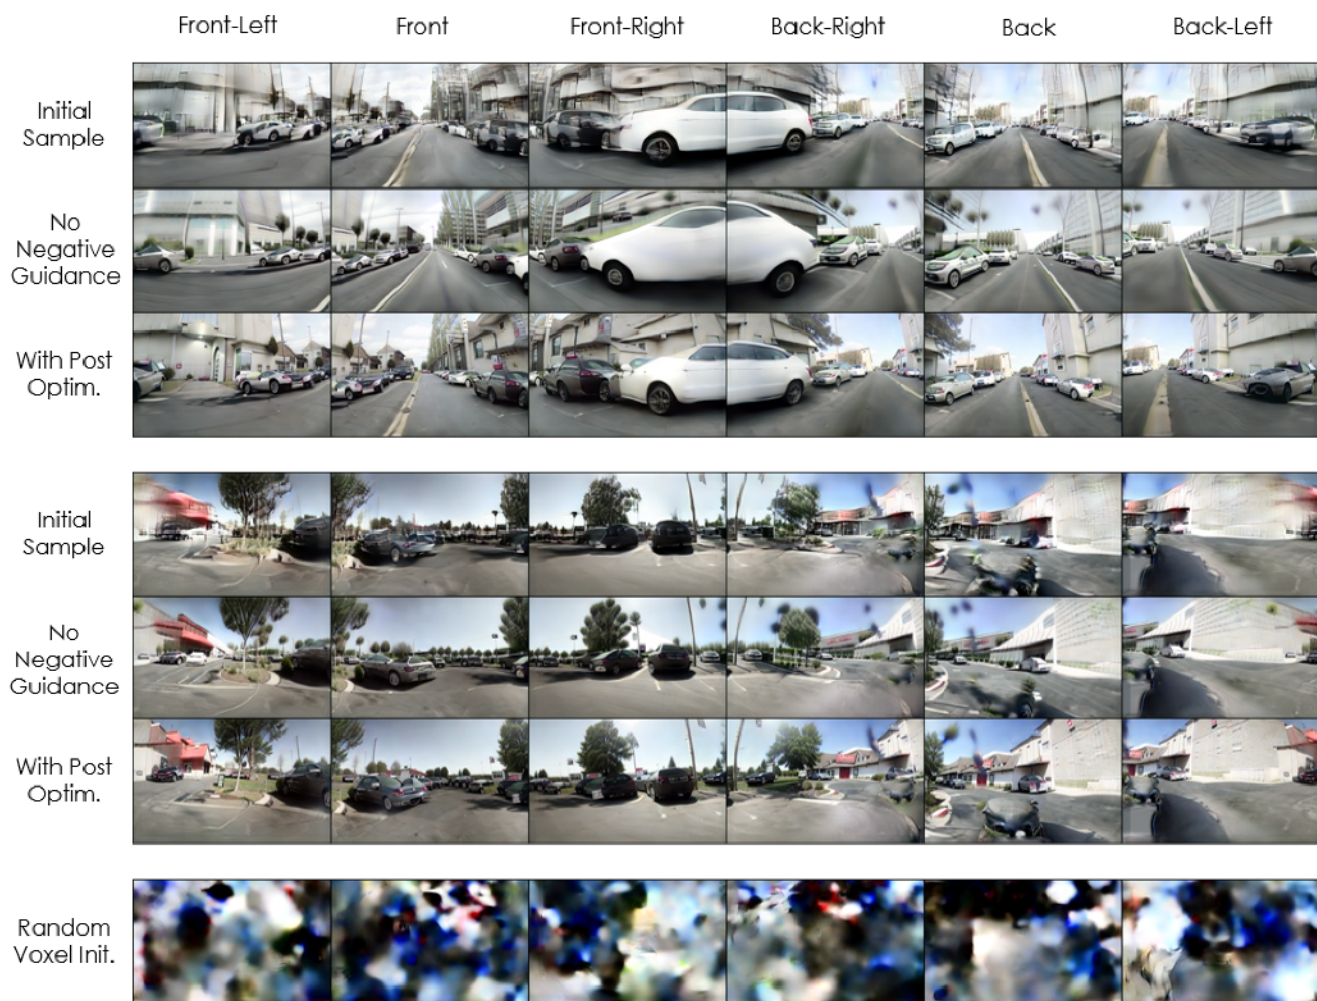 Front-Left Front Front-Right Back-Right Back Back-Left
Initial
Sample
No
Negative
Guidance
With Post
Optim.
Initial
Sample
No
Negative
Guidance
With Post
Optim.
Random
Voxel Init.